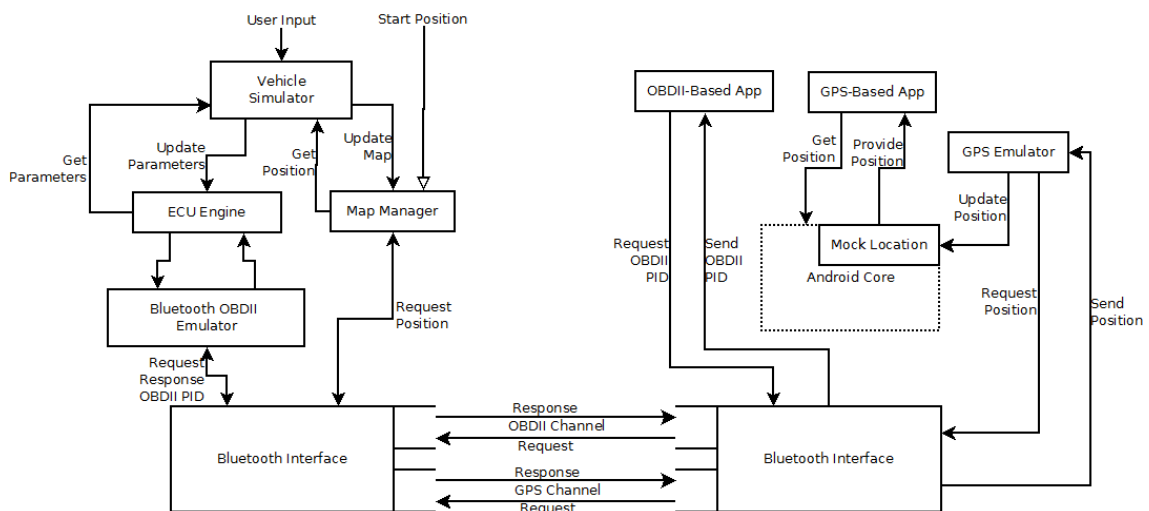 User Input
Start Position
Vehicle
Simulator
OBDII-Based App
GPS-Based App
Get
Parameters
Update
Parameters
Get
Position
Update
Map
Get
Position
Provide
Position
GPS Emulator
ECU Engine
Map Manager
Update
Position
Mock Location
Android Core
Request
OBDII
PID
Send
OBDII
PID
Bluetooth OBDII
Emulator
Request
Position
Request
Position
Send
Position
Request
Response
OBDII PID
Bluetooth Interface
Response
OBDII Channel
Request
Response
GPS Channel
Request
Bluetooth Interface